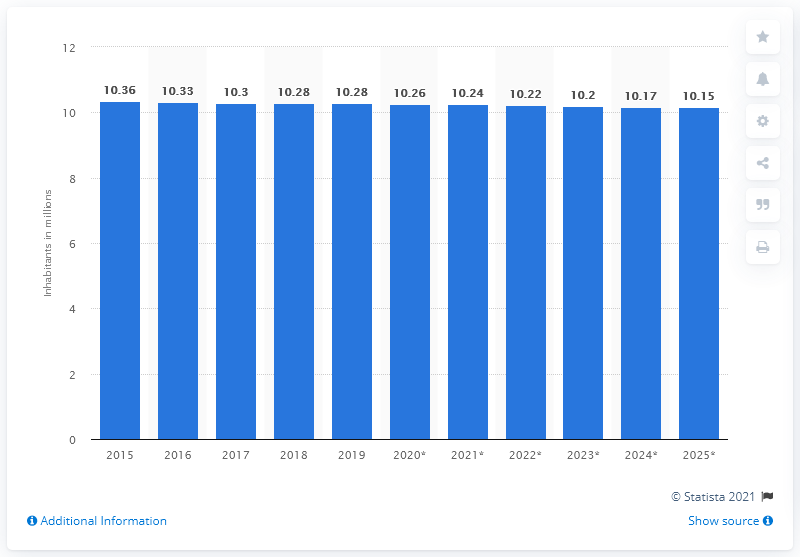 12
10
8
6
4
2
0
Inhabitants in millions
10.36 10.33 10.3 10.28 10.28 10.26 10.24 10.22 10.2 10.17 10.15
2015 2016 2017 2018 2019 2020* 2021* 2022* 2023* 2024* 2025*
© Statista 2021
Additional Information
Show source